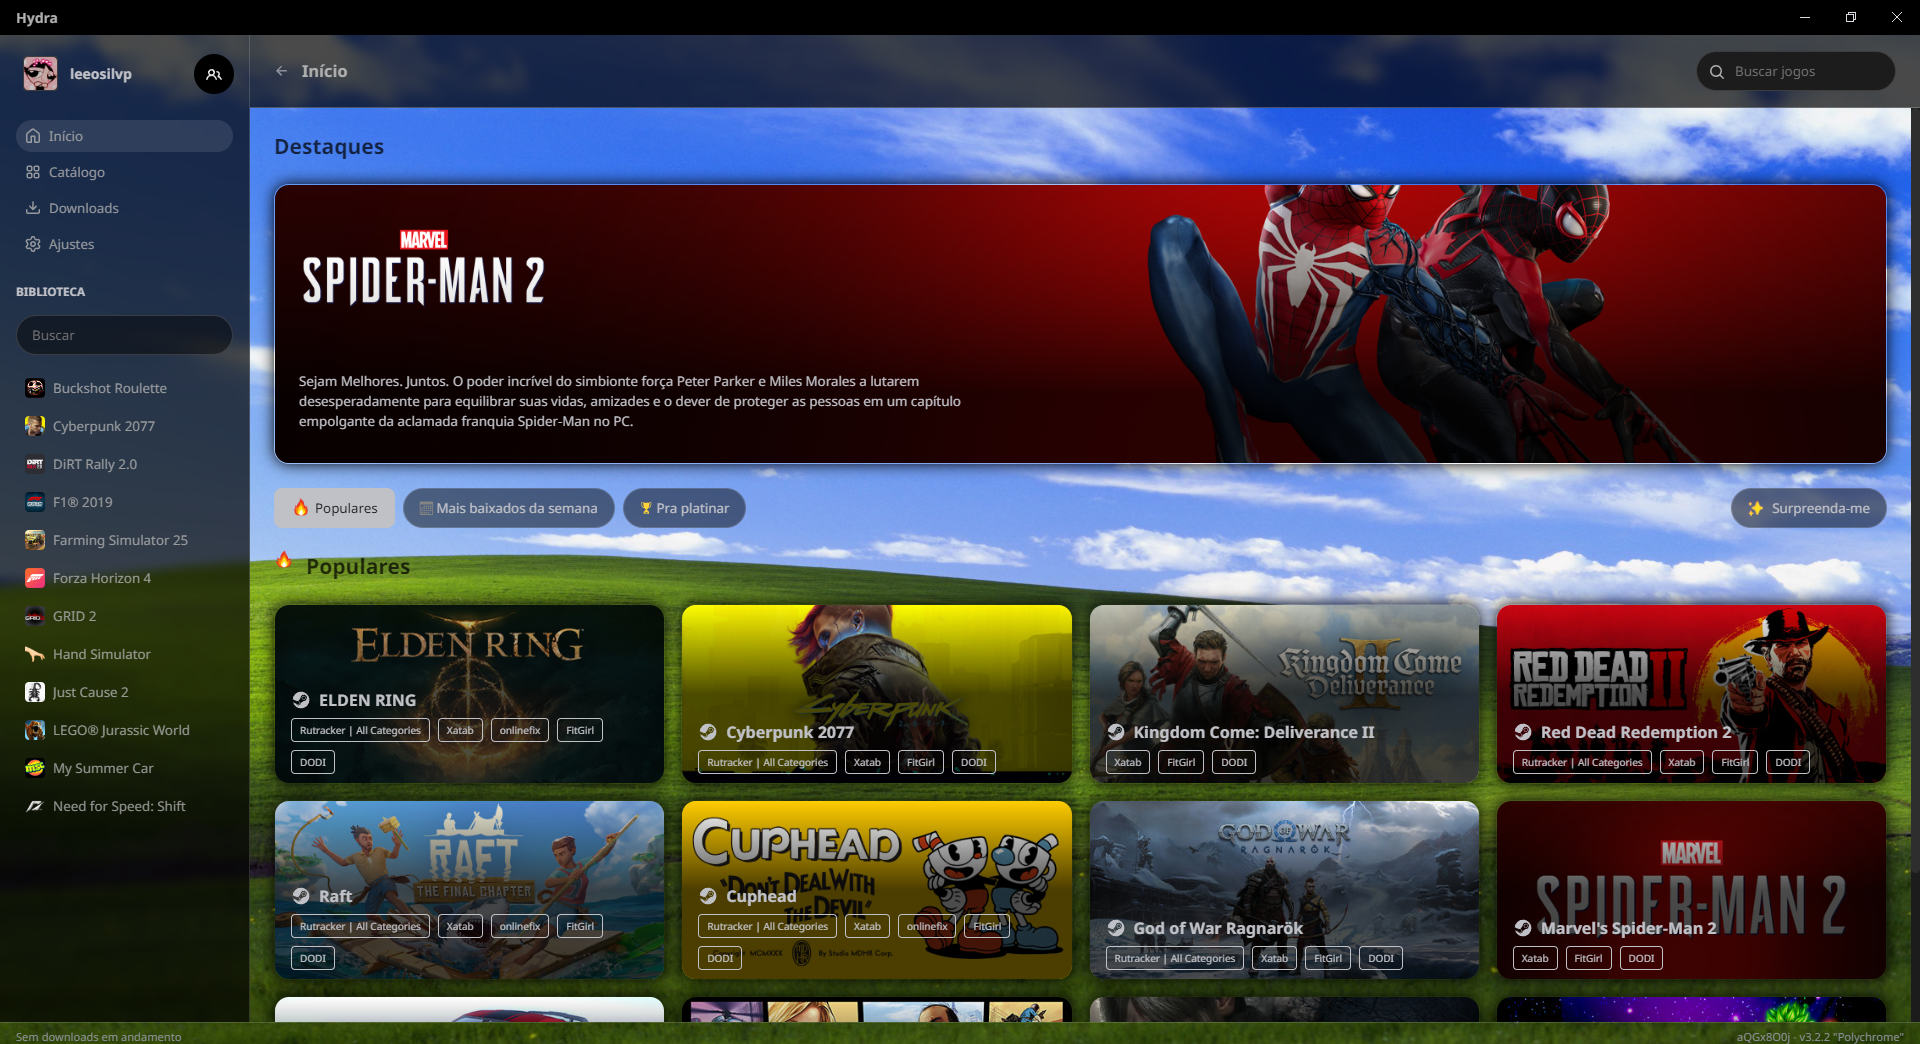 Hydra
leeosilvp
Início
Buscar jogos
Início
Catálogo
Downloads
Ajustes
BIBLIOTECA
Buscar
Buckshot Roulette
Cyberpunk 2077
DiRT Rally 2.0
F1® 2019
Farming Simulator 25
Forza Horizon 4
GRID 2
Hand Simulator
Just Cause 2
LEGO® Jurassic World
My Summer Car
Need for Speed: Shift
Destaques
MARVEL
SPIDER-MAN 2
Sejam Melhores. Juntos. O poder incrível do simbionte força Peter Parker e Miles Morales a lutarem
desesperadamente para equilibrar suas vidas, amizades e o dever de proteger as pessoas em um capítulo
empolgante da aclamada franquia Spider-Man no PC.
Populares
Mais baixados da semana
Pra platinar
Surpreenda-me
Populares
ELDEN RING
ELDEN RING
Rutracker | All Categories Xatab onlinefix FitGirl
DODI
CYBERPUNK
Cyberpunk 2077
Rutracker | All Categories Xatab FitGirl DODI
Kingdom Come
Deliverance
II
Kingdom Come: Deliverance II
Xatab FitGirl DODI
RED DEAD
REDEMPTION II
Red Dead Redemption 2
Rutracker | All Categories Xatab FitGirl DODI
RAFT
THE FINAL CHAPTER
Raft
Rutracker | All Categories Xatab onlinefix FitGirl
DODI
CUPHEAD
"DON'T DEAL WITH
THE DEVIL"
Cuphead
Rutracker | All Categories Xatab onlinefix FitGirl
DODI
MCMXXX By Studio MDHR Corp.
GOD OF WAR
RAGNARÖK
God of War Ragnarök
Rutracker | All Categories Xatab FitGirl DODI
MARVEL
SPIDER-MAN 2
Marvel's Spider-Man 2
Xatab FitGirl DODI
Sem downloads em andamento
aQGx8O0j - v3.2.2 "Polychrome"